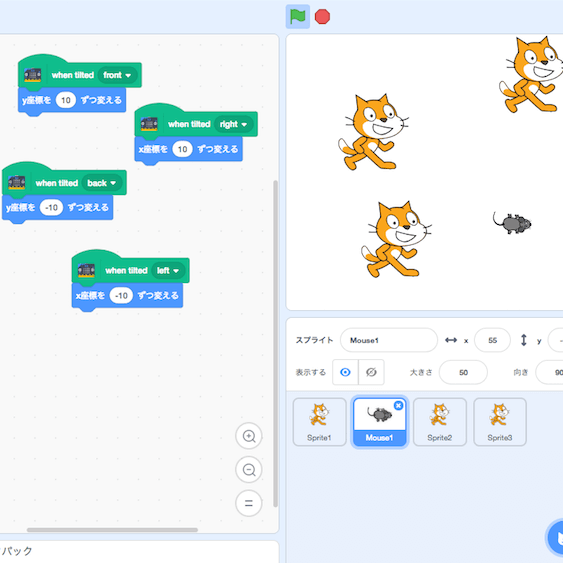 when tilted front
y座標を 10 ずつ変える
when tilted right
x座標を 10 ずつ変える
when tilted back
y座標を -10 ずつ変える
when tilted left
x座標を -10 ずつ変える
スプライト Mouse1 x 55 y
表示する 大きさ 50 向き 90
Sprite1 Mouse1 Sprite2 Sprite3
パック